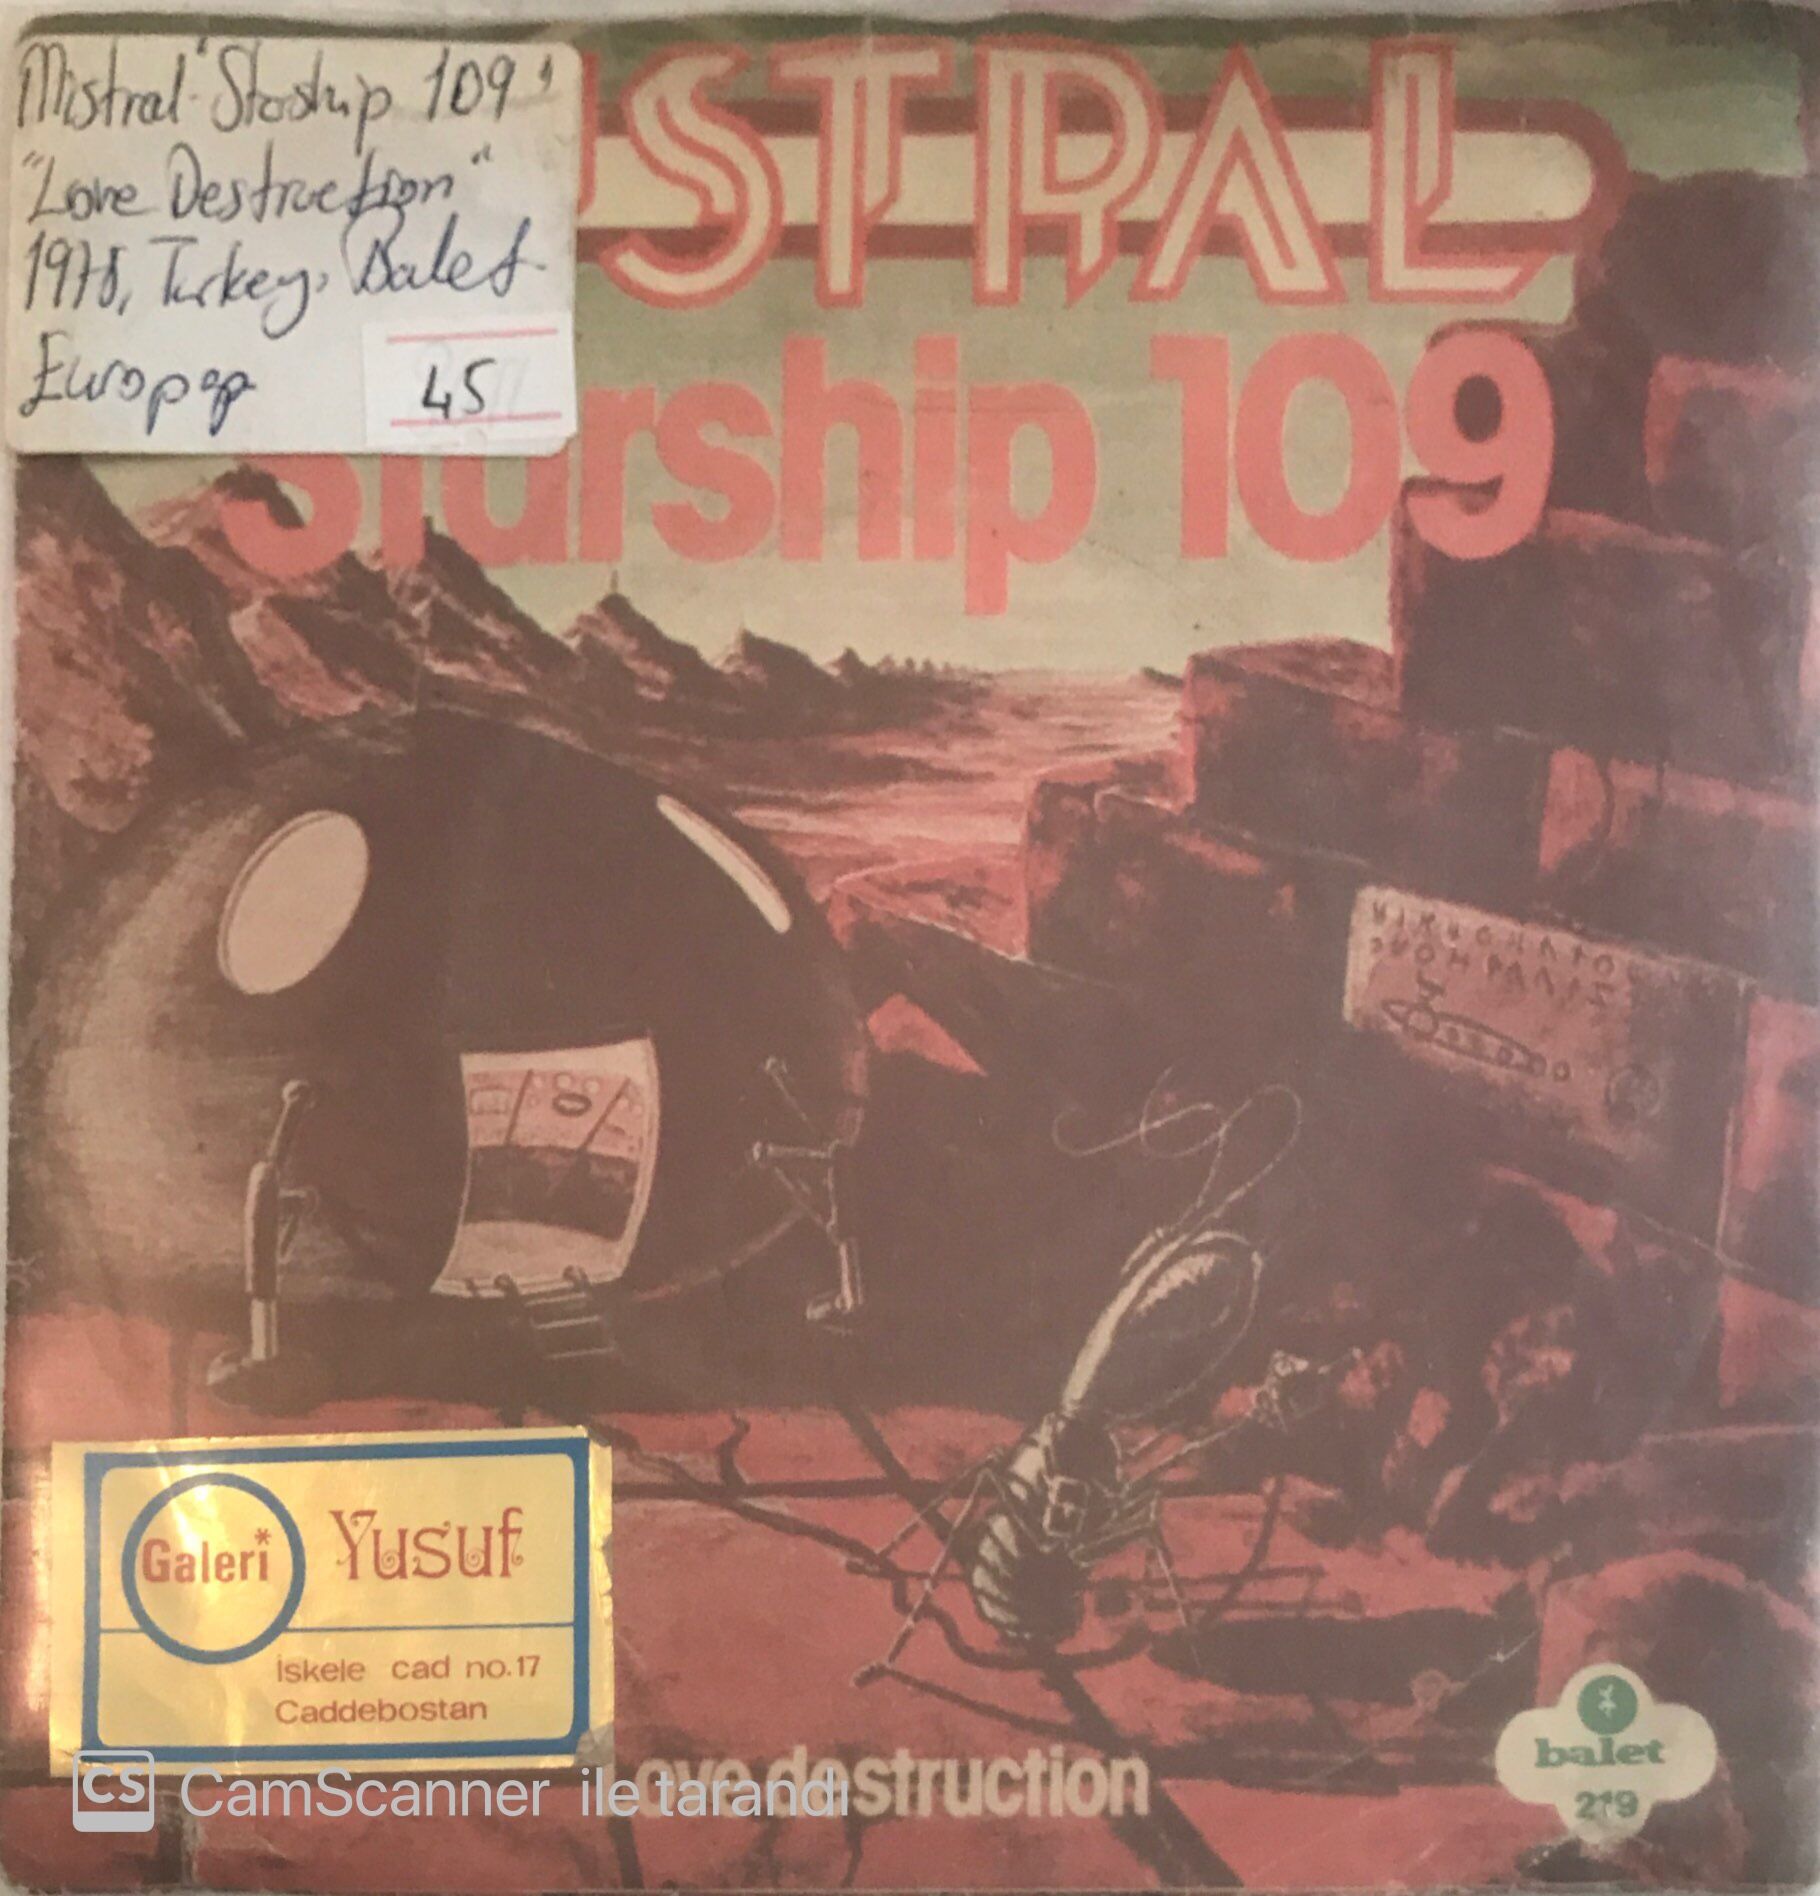 Mistral "Starship 109"
"Love Destruction"
1978, Turkey, Balet
Europop
45
STRAL
Starship 109
Galeri* Yusuf
İskele cad no.17
Caddebostan
Love destruction
balet
219
CS CamScanner ile tarandı